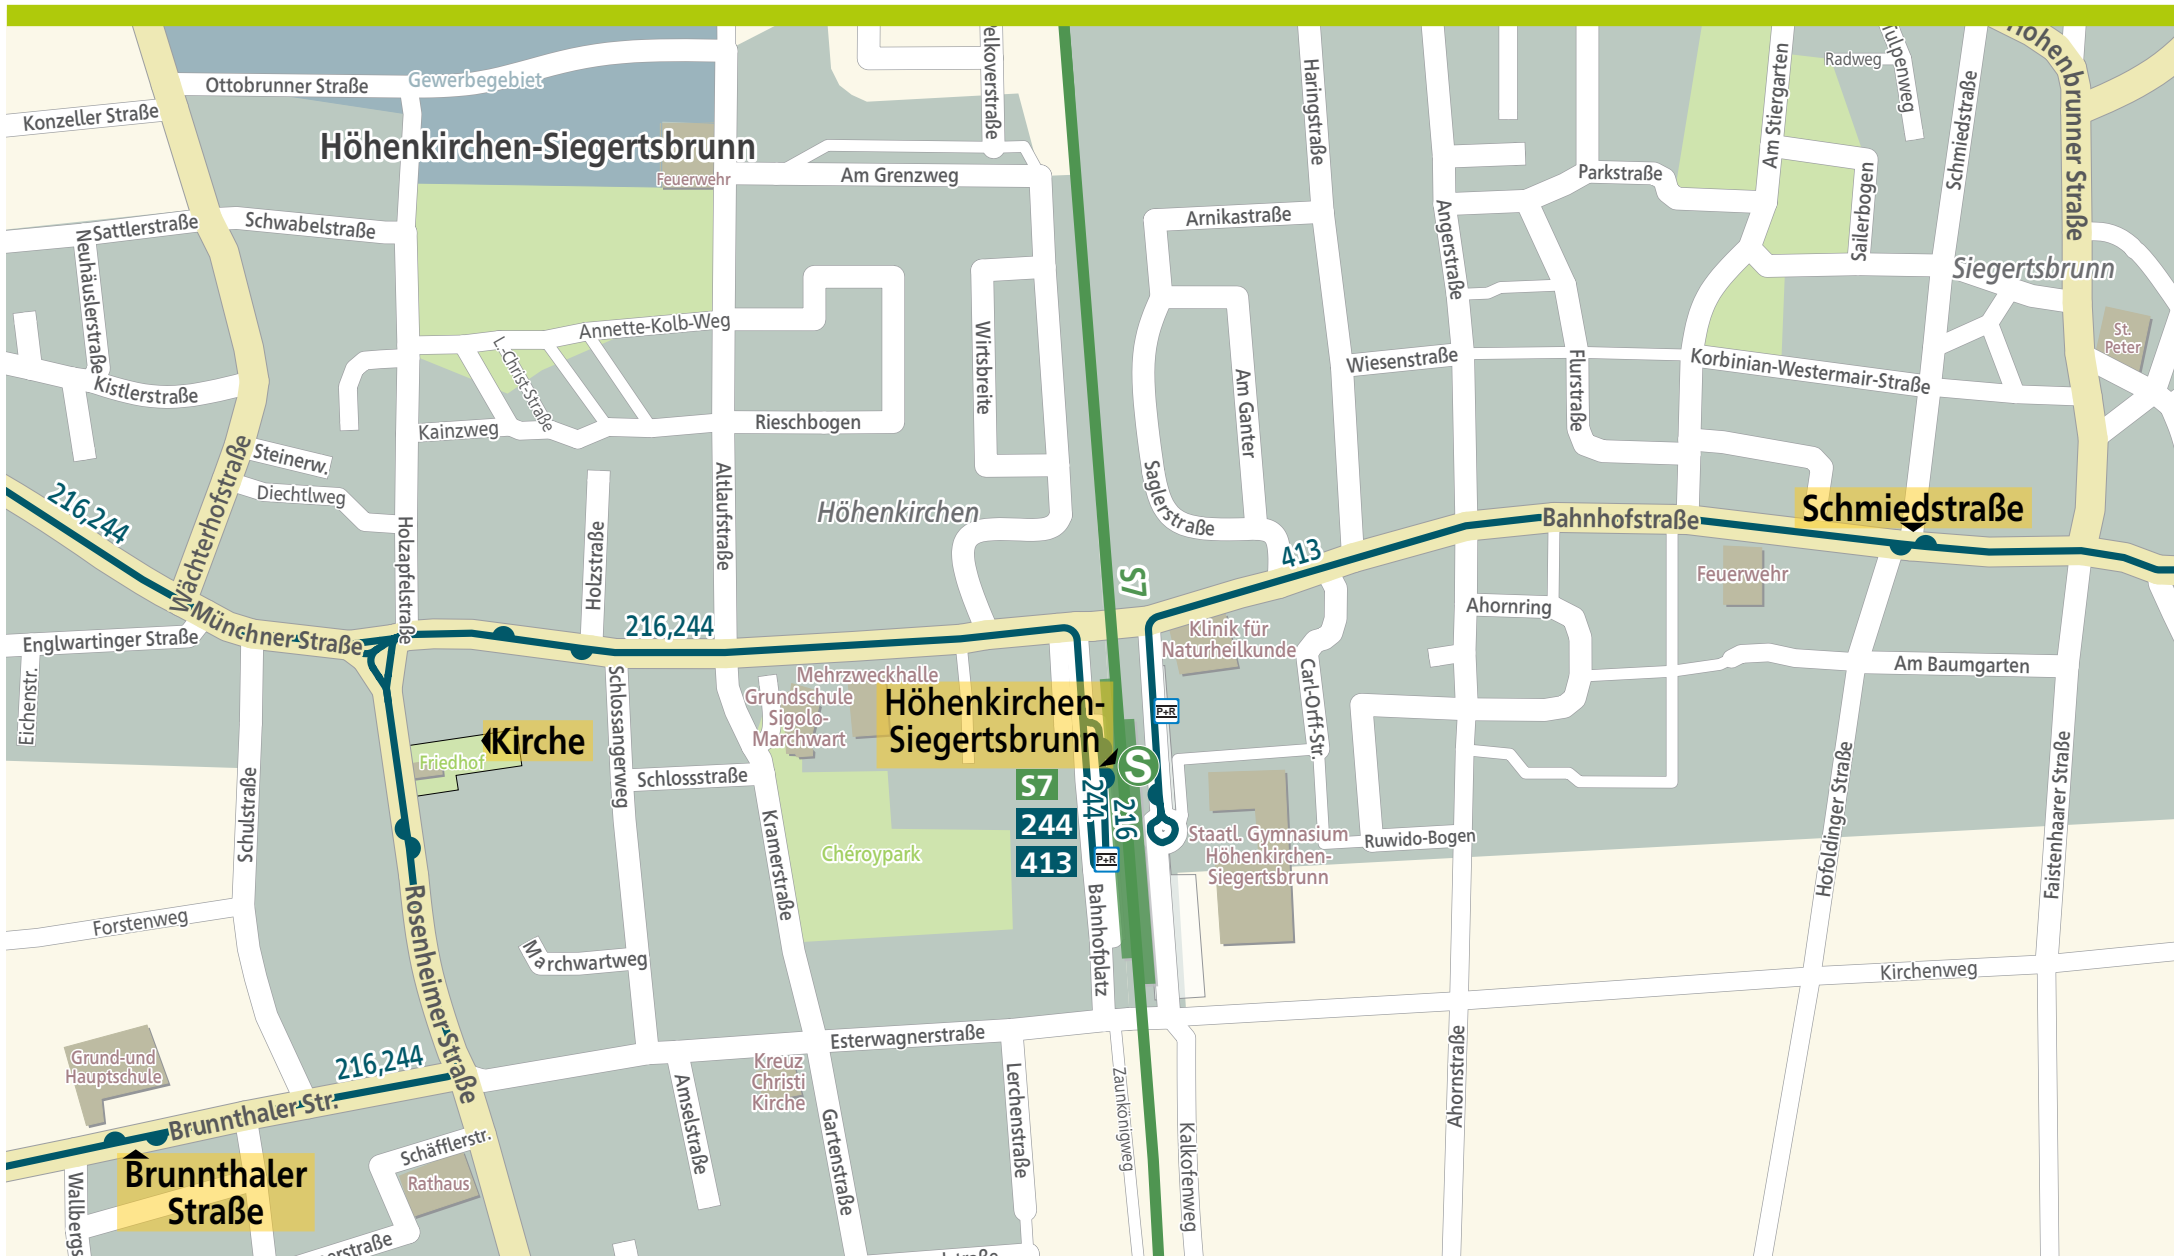 Ottobrunner Straße
Gewerbegebiet
Konzeller Straße
Höhenkirchen-Siegertsbrunn
Feuerwehr
Am Grenzweg
Haringstraße
Am Stiergarten
Radweg
Tulpenweg
Schmiedstraße
Höhenbrunner Straße
Parkstraße
Sailerbogen
Sattlerstraße
Schwabelstraße
Neuhäuslerstraße
Arnikastraße
Angerstraße
Siegertsbrunn
St.
Peter
Annette-Kolb-Weg
L.-Christ-Straße
Wirtsbreite
Am Ganter
Wiesenstraße
Flurstraße
Korbinian-Westermair-Straße
Kistlerstraße
Kainzweg
Rieschbogen
Steinerw.
Diechtlweg
Wächterhofstraße
216,244
Holzapfelstraße
Holzstraße
Altlaufstraße
Höhenkirchen
Saglerstraße
S7
413
Bahnhofstraße
Schmiedstraße
Feuerwehr
Ahornring
Englwartinger Straße
Münchner Straße
216,244
Klinik für
Naturheilkunde
Carl-Orff-Str.
Am Baumgarten
Eichenstr.
Schlossangerweg
Mehrzweckhalle
Grundschule
Sigolo-
Marchwart
Höhenkirchen-
Siegertsbrunn
P+R
S
Kirche
Friedhof
Schlossstraße
S7
244
413
244
216
P+R
Staatl. Gymnasium
Höhenkirchen-
Siegertsbrunn
Ruwido-Bogen
Hofoldinger Straße
Faistenhaarer Straße
Schulstraße
Kramerstraße
Chéroypark
Bahnhofplatz
Forstenweg
Rosenheimer Straße
Marchwartweg
Kirchenweg
Esterwagnerstraße
Grund-und
Hauptschule
216,244
Kreuz
Christi
Kirche
Amselstraße
Gartenstraße
Lerchenstraße
Zaunkönigweg
Kalkofenweg
Ahornstraße
Brunnthaler Str.
Schäfflerstr.
Rathaus
Brunnthaler
Straße